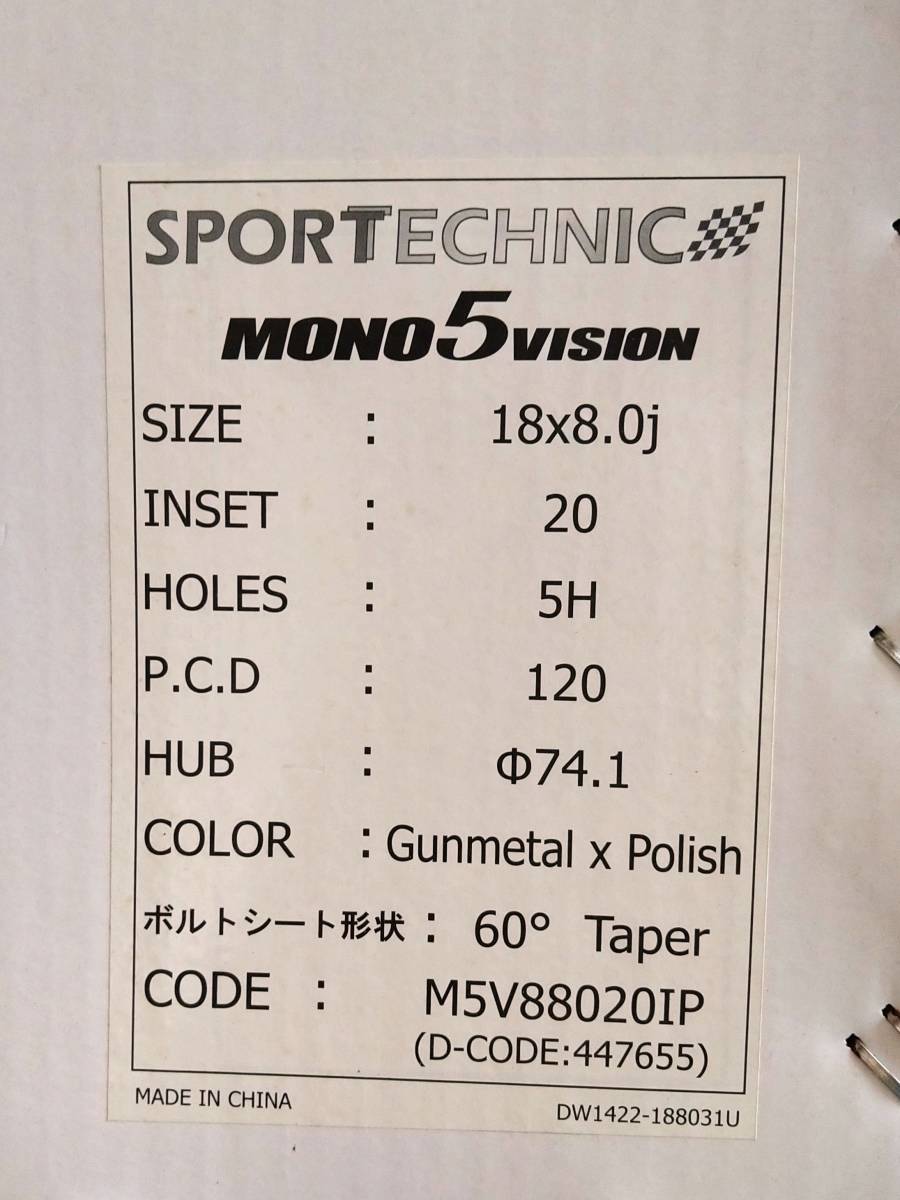 SPORTECHNIC
MONO5VISION
SIZE : 18x8.0j
INSET : 20
HOLES : 5H
P.C.D : 120
HUB : Φ74.1
COLOR : Gunmetal x Polish
ボルトシート形状 : 60° Taper
CODE : M5V88020IP
(D-CODE:447655)
MADE IN CHINA
DW1422-188031U